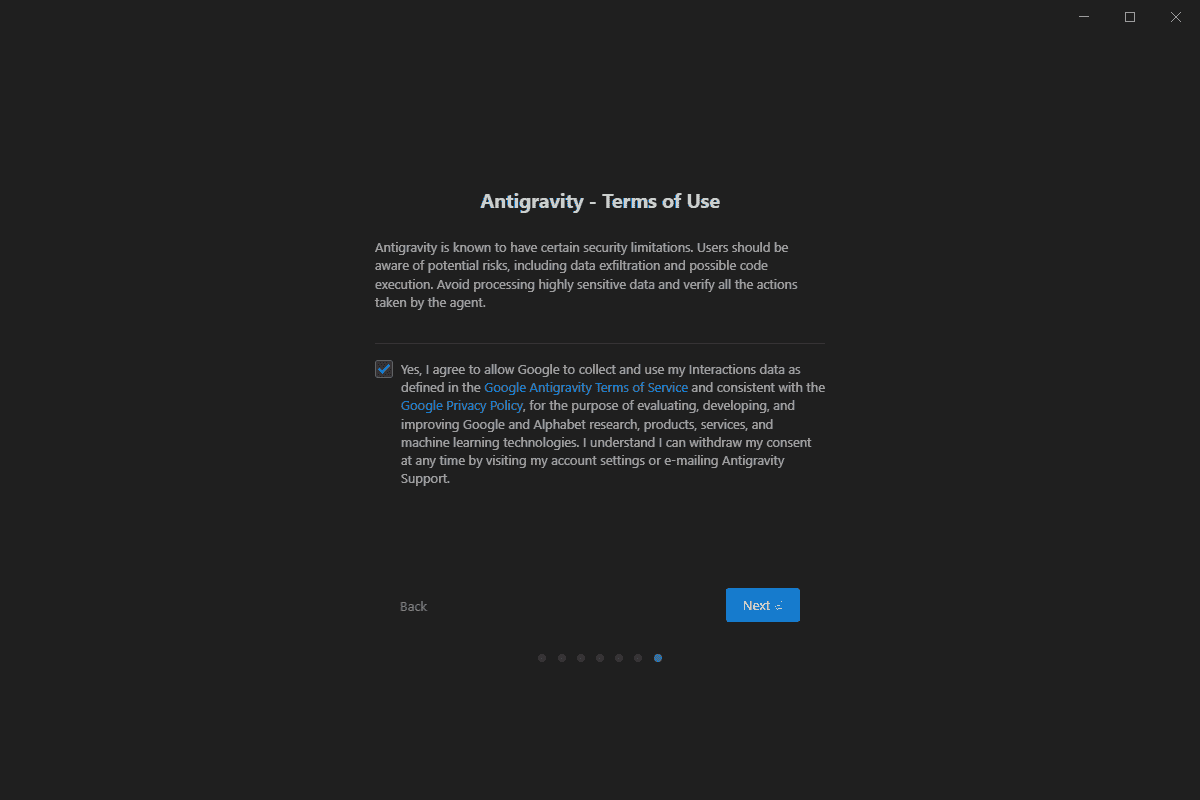 Antigravity - Terms of Use
Antigravity is known to have certain security limitations. Users should be
aware of potential risks, including data exfiltration and possible code
execution. Avoid processing highly sensitive data and verify all the actions
taken by the agent.
Yes, I agree to allow Google to collect and use my Interactions data as
defined in the Google Antigravity Terms of Service and consistent with the
Google Privacy Policy, for the purpose of evaluating, developing, and
improving Google and Alphabet research, products, services, and
machine learning technologies. I understand I can withdraw my consent
at any time by visiting my account settings or e-mailing Antigravity
Support.
Back
Next